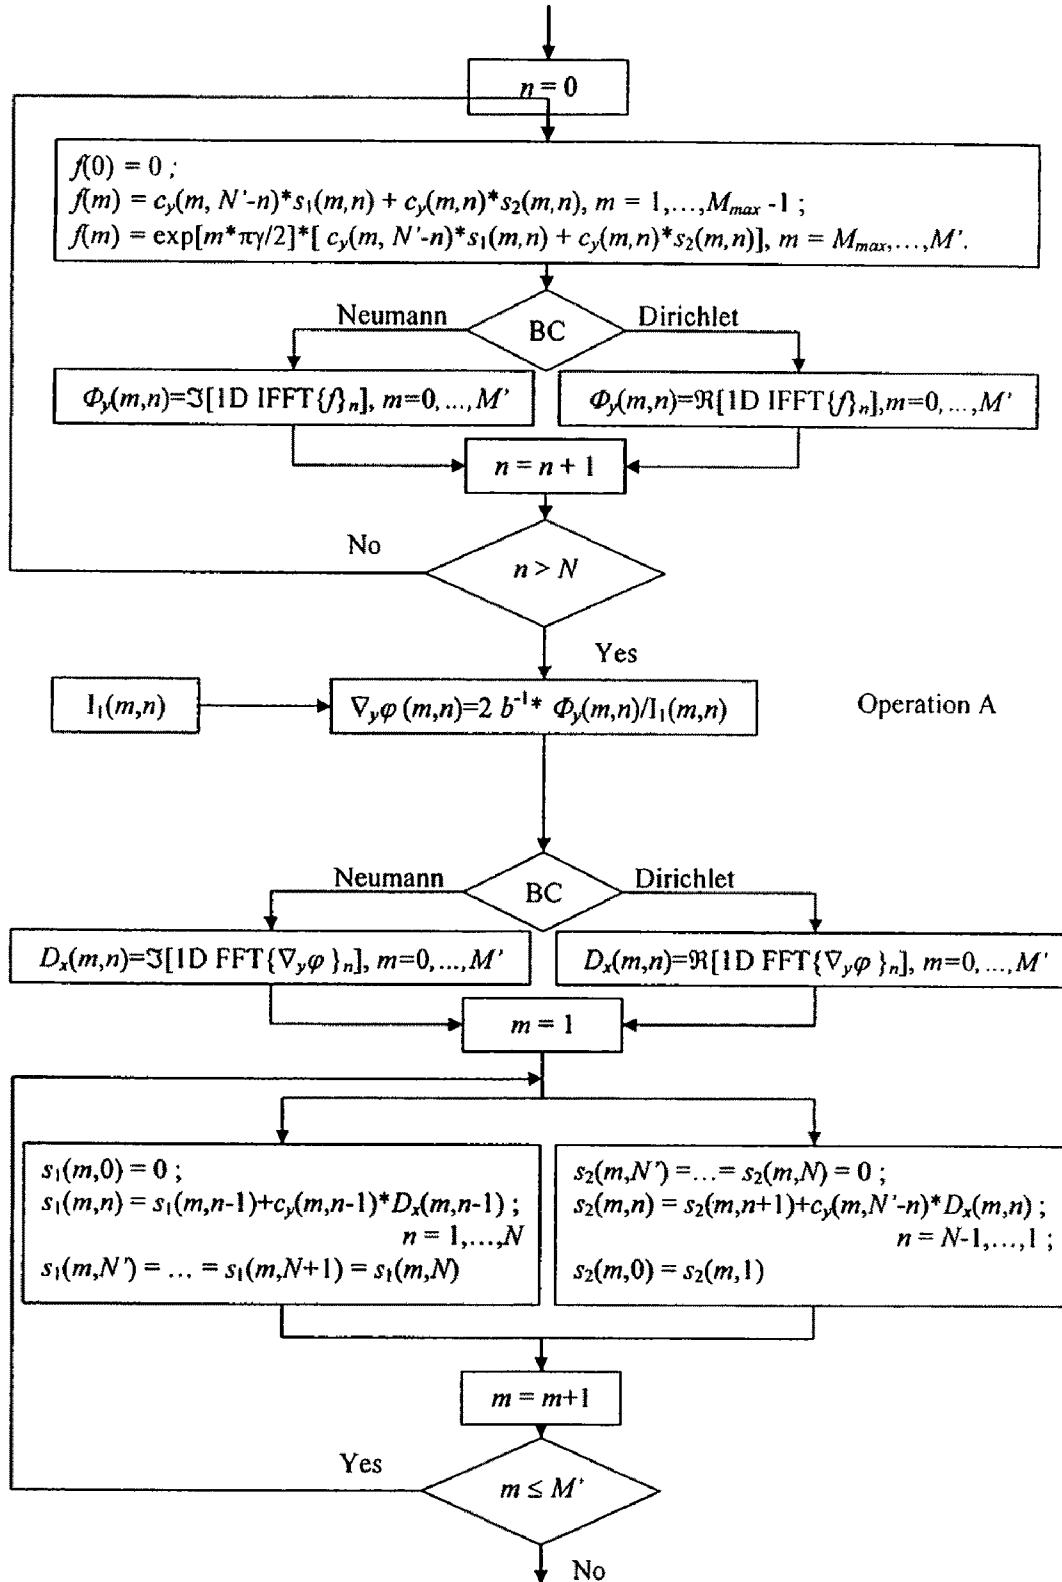 n = 0
f(0) = 0 ;
f(m) = c_y(m, N'-n)*s_1(m,n) + c_y(m,n)*s_2(m,n), m = 1,...,M_max -1 ;
f(m) = exp[m*πγ/2]*[ c_y(m, N'-n)*s_1(m,n) + c_y(m,n)*s_2(m,n)], m = M_max,...,M'.
Neumann
BC
Dirichlet
Φ_y(m,n)=ℑ[1D IFFT{f}_n], m=0,...,M'
Φ_y(m,n)=ℜ[1D IFFT{f}_n],m=0,...,M'
n = n + 1
No
n > N
Yes
I_1(m,n)
∇_yφ (m,n)=2 b^-1* Φ_y(m,n)/I_1(m,n)
Operation A
Neumann
BC
Dirichlet
D_x(m,n)=ℑ[1D FFT{∇_yφ }_n], m=0,...,M'
D_x(m,n)=ℜ[1D FFT{∇_yφ }_n], m=0,...,M'
m = 1
s_1(m,0) = 0 ;
s_1(m,n) = s_1(m,n-1)+c_y(m,n-1)*D_x(m,n-1) ;
n = 1,...,N
s_1(m,N') = ... = s_1(m,N+1) = s_1(m,N)
s_2(m,N') = ... = s_2(m,N) = 0 ;
s_2(m,n) = s_2(m,n+1)+c_y(m,N'-n)*D_x(m,n) ;
n = N-1,...,1 ;
s_2(m,0) = s_2(m,1)
m = m+1
Yes
m ≤ M'
No